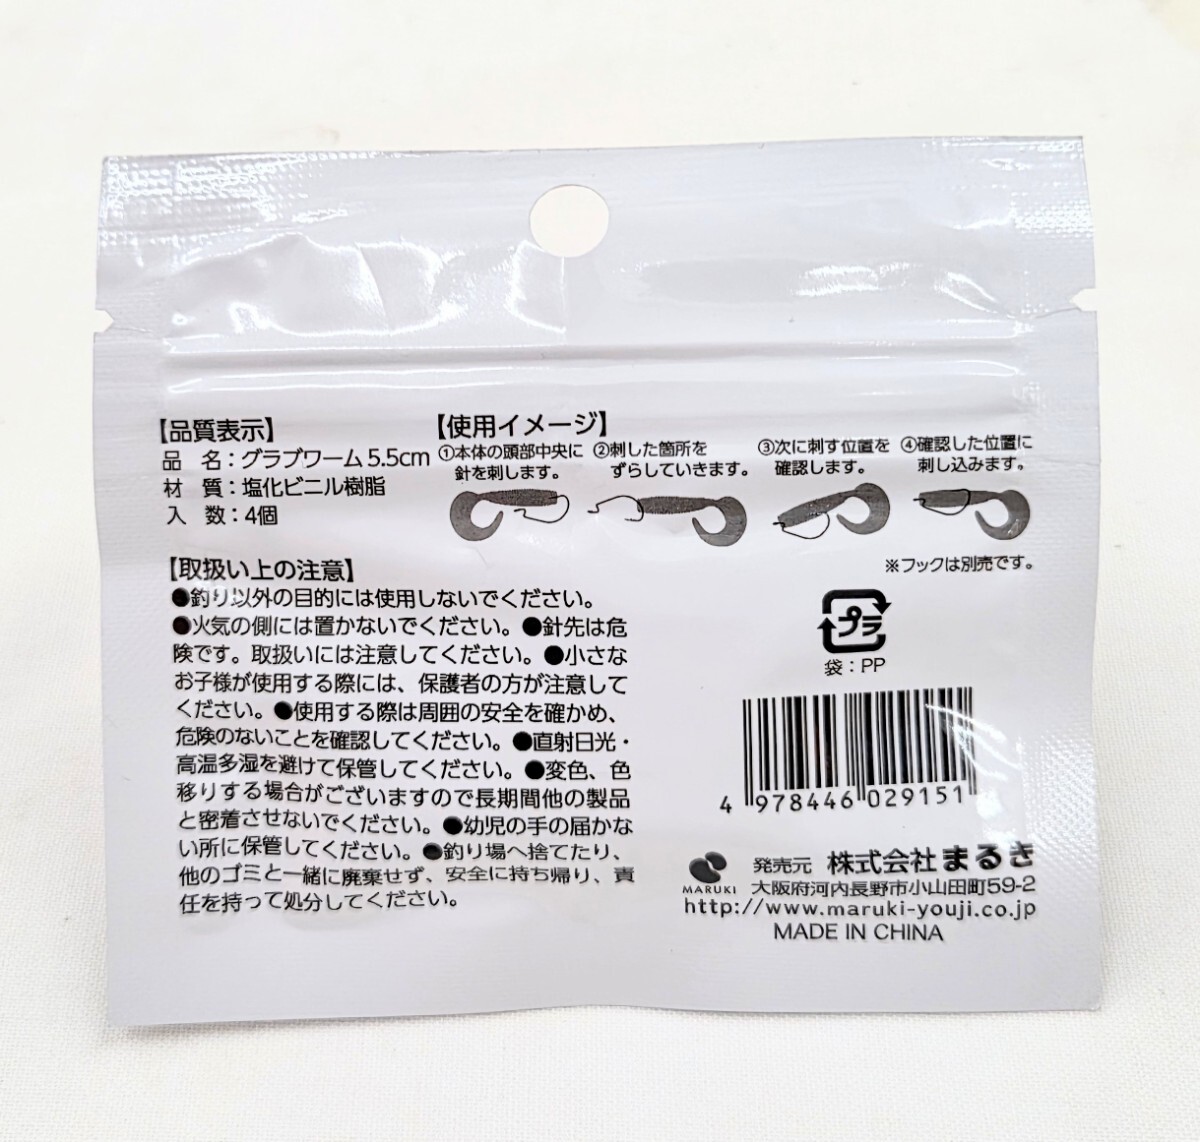 【品質表示】
品　名：グラブワーム5.5cm
材　質：塩化ビニル樹脂
入　数：4個
【使用イメージ】
①本体の頭部中央に
針を刺します。
②刺した箇所を
ずらしていきます。
③次に刺す位置を
確認します。
④確認した位置に
刺し込みます。
※フックは別売です。
【取扱い上の注意】
●釣り以外の目的には使用しないでください。
●火気の側には置かないでください。●針先は危
険です。取扱いには注意してください。●小さな
お子様が使用する際には、保護者の方が注意して
ください。●使用する際は周囲の安全を確かめ、
危険のないことを確認してください。●直射日光・
高温多湿を避けて保管してください。●変色、色
移りする場合がございますので長期間他の製品
と密着させないでください。●幼児の手の届かな
い所に保管してください。●釣り場へ捨てたり、
他のゴミと一緒に廃棄せず、安全に持ち帰り、責
任を持って処分してください。
プラ
袋：PP
4 978446 029151
MARUKI
発売元 株式会社 まるき
大阪府河内長野市小山田町59-2
http://www.maruki-youji.co.jp
MADE IN CHINA